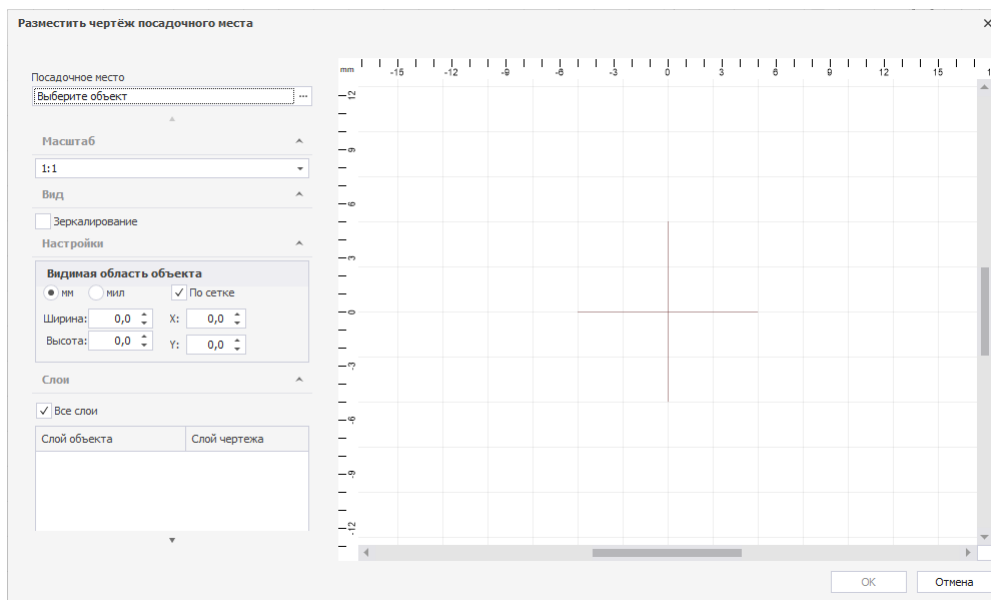 Разместить чертёж посадочного места
Посадочное место
Выберите объект ...
Масштаб
1:1
Вид
Зеркалирование
Настройки
Видимая область объекта
мм мил По сетке
Ширина: 0,0 X: 0,0
Высота: 0,0 Y: 0,0
Слои
Все слои
Слой объекта Слой чертежа
mm -15 -12 -9 -6 -3 0 3 6 9 12 15
12
9
6
3
0
-3
-6
-9
-12
OK Отмена